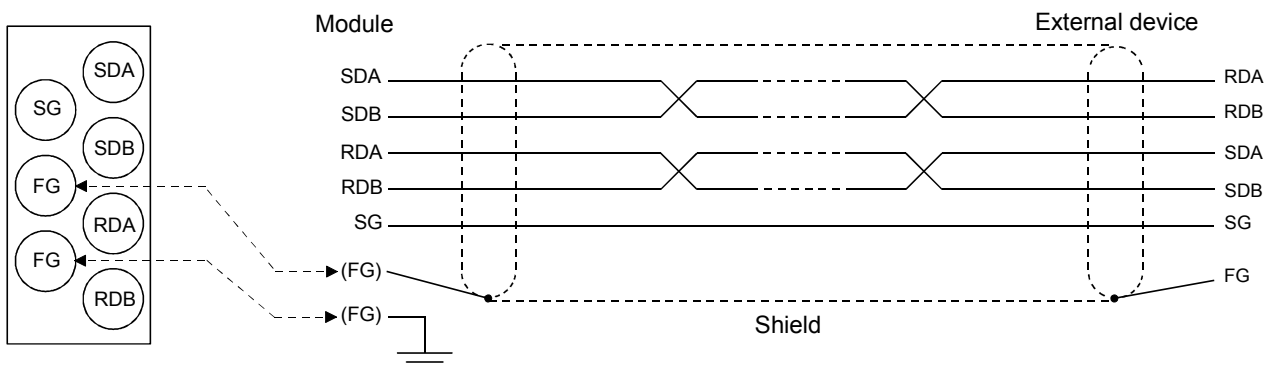 Module
External device
SDA
SG
SDB
FG
RDA
FG
RDB
SDA
RDA
SDB
RDB
RDA
SDA
RDB
SDB
SG
SG
(FG)
FG
(FG)
Shield